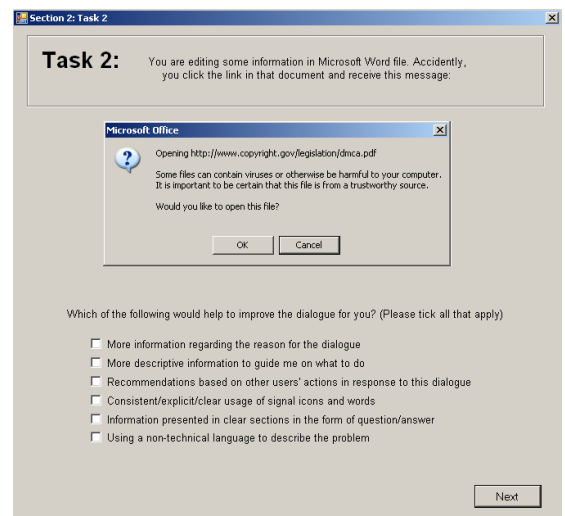 Section 2: Task 2
Task 2:
You are editing some information in Microsoft Word file. Accidently,
you click the link in that document and receive this message:
Microsoft Office
Opening http://www.copyright.gov/legislation/dmca.pdf
Some files can contain viruses or otherwise be harmful to your computer.
It is important to be certain that this file is from a trustworthy source.
Would you like to open this file?
OK
Cancel
Which of the following would help to improve the dialogue for you? (Please tick all that apply)
More information regarding the reason for the dialogue
More descriptive information to guide me on what to do
Recommendations based on other users' actions in response to this dialogue
Consistent/explicit/clear usage of signal icons and words
Information presented in clear sections in the form of question/answer
Using a non-technical language to describe the problem
Next